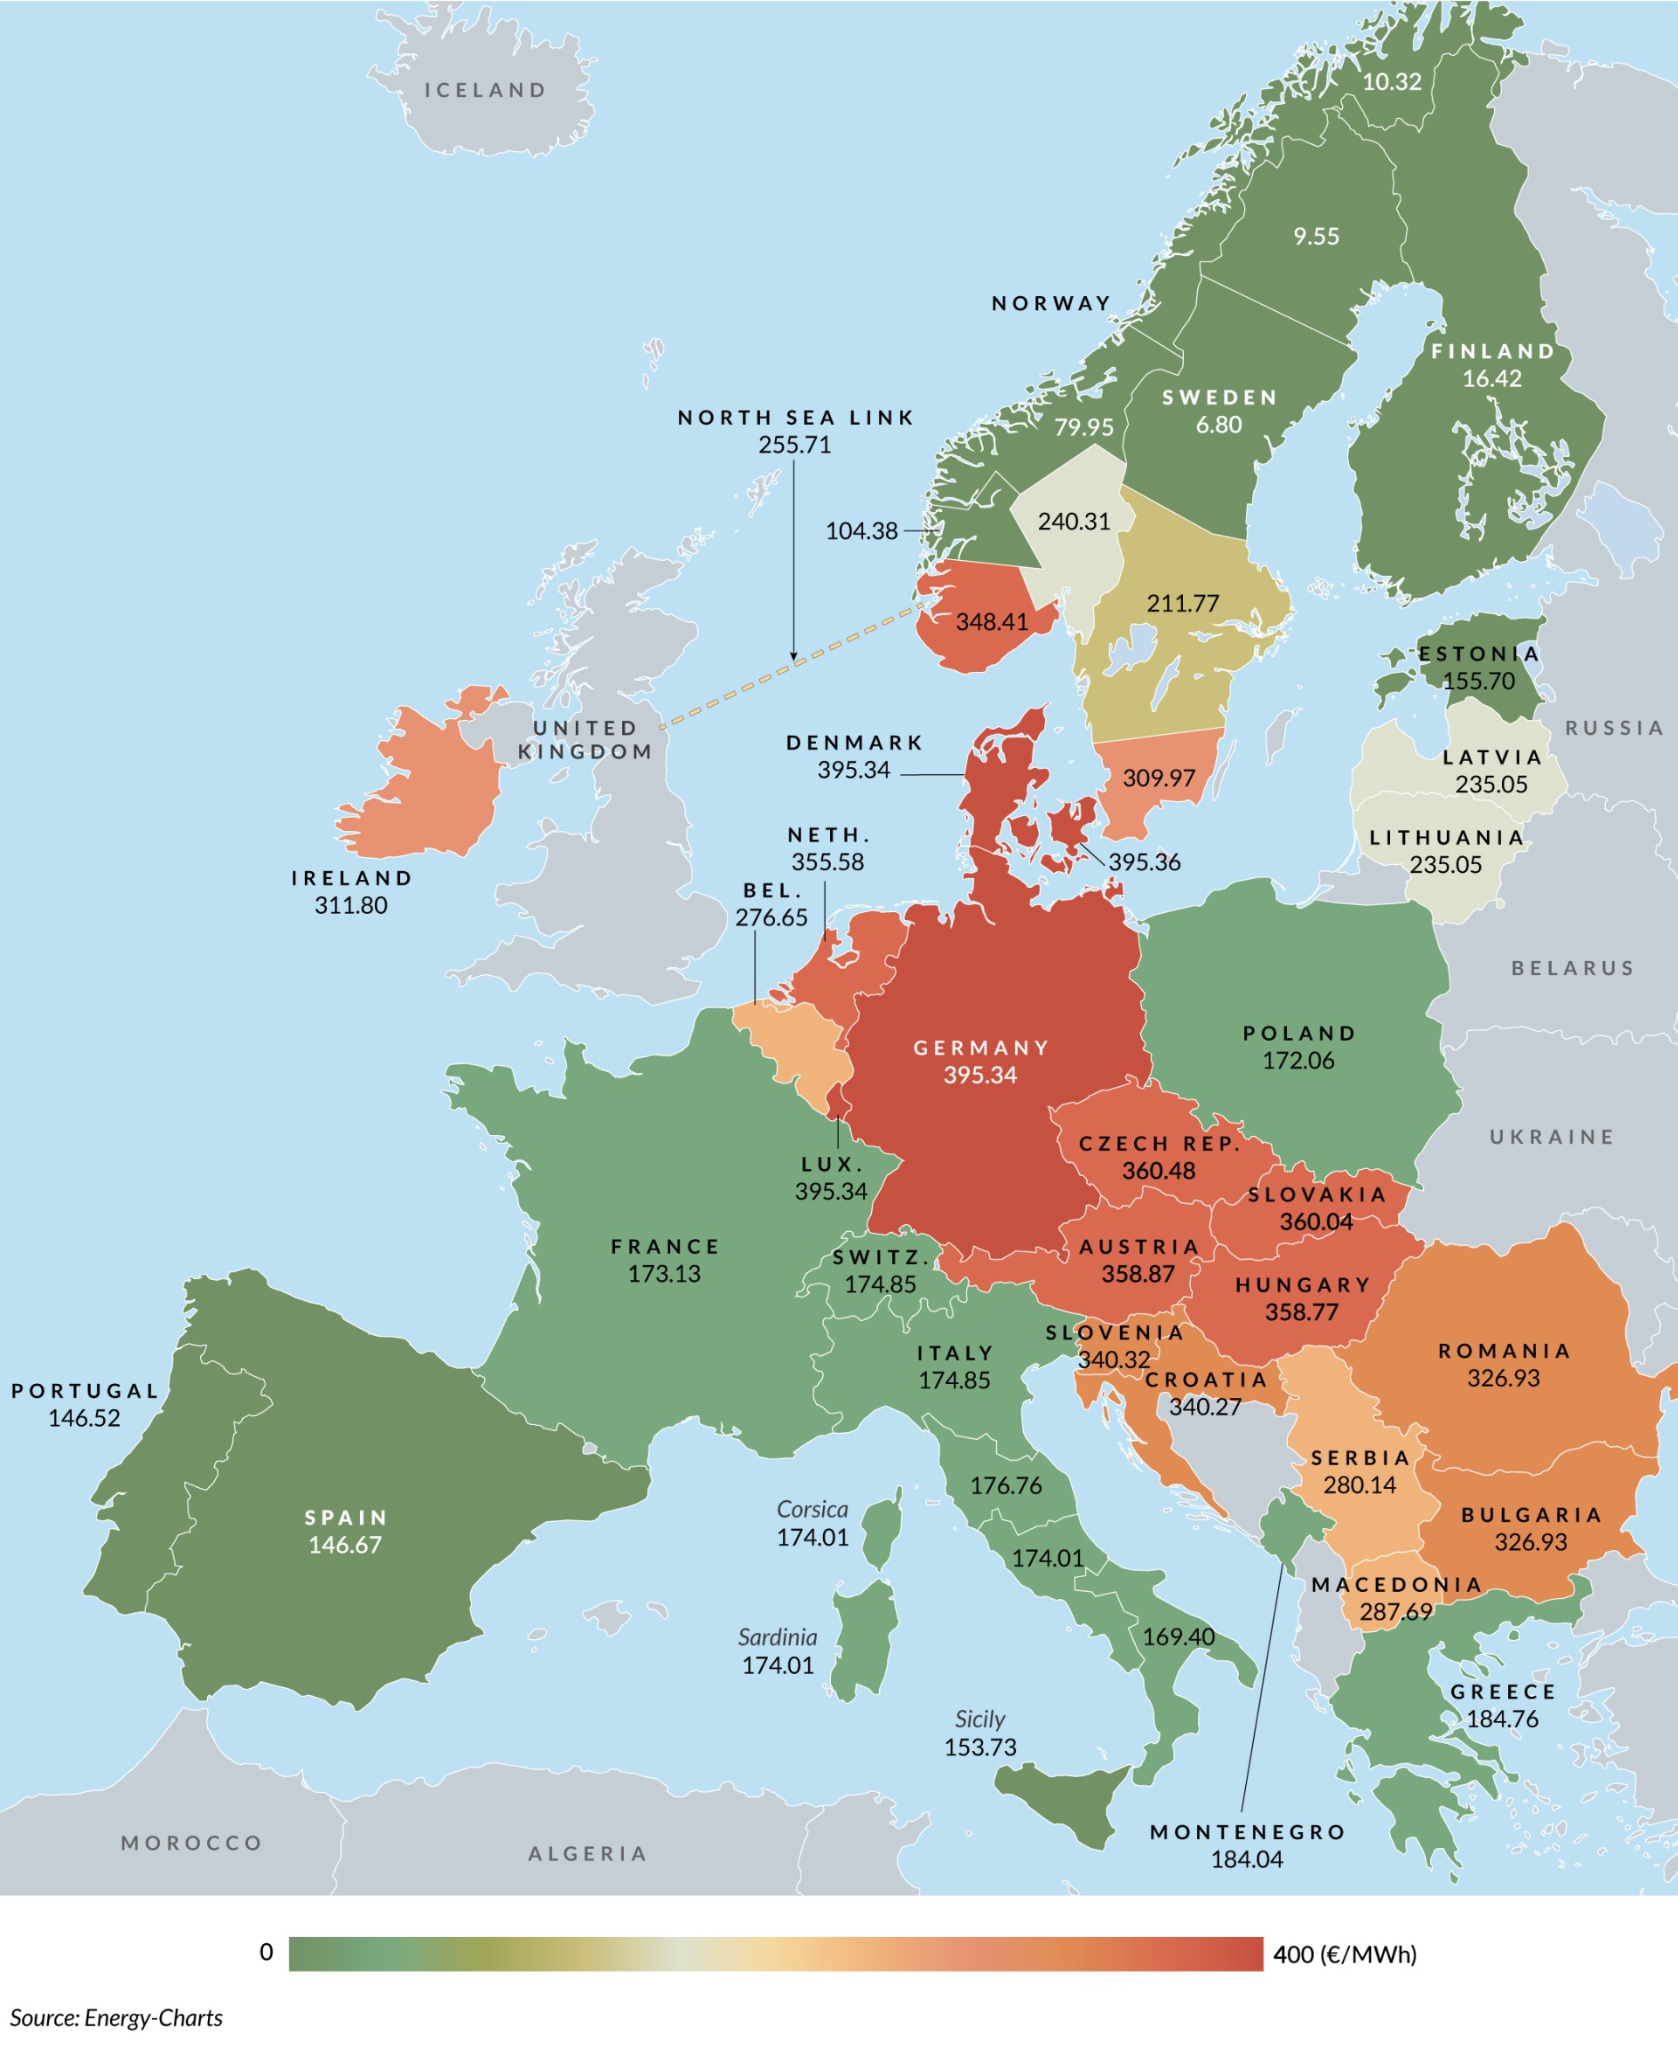 ICELAND
10.32
9.55
NORWAY
FINLAND
16.42
SWEDEN
6.80
NORTH SEA LINK
255.71
79.95
104.38
240.31
348.41
211.77
ESTONIA
155.70
RUSSIA
UNITED
KINGDOM
DENMARK
395.34
LATVIA
235.05
309.97
NETH.
355.58
LITHUANIA
235.05
395.36
IRELAND
311.80
BEL.
276.65
BELARUS
POLAND
172.06
GERMANY
395.34
UKRAINE
CZECH REP.
360.48
LUX.
395.34
SLOVAKIA
360.04
FRANCE
173.13
SWITZ.
174.85
AUSTRIA
358.87
HUNGARY
358.77
SLOVENIA
340.32
ITALY
174.85
CROATIA
340.27
ROMANIA
326.93
PORTUGAL
146.52
SERBIA
280.14
176.76
SPAIN
146.67
Corsica
174.01
BULGARIA
326.93
174.01
MACEDONIA
287.69
Sardinia
174.01
169.40
GREECE
184.76
Sicily
153.73
MONTENEGRO
184.04
MOROCCO
ALGERIA
0
400 (€/MWh)
Source: Energy-Charts